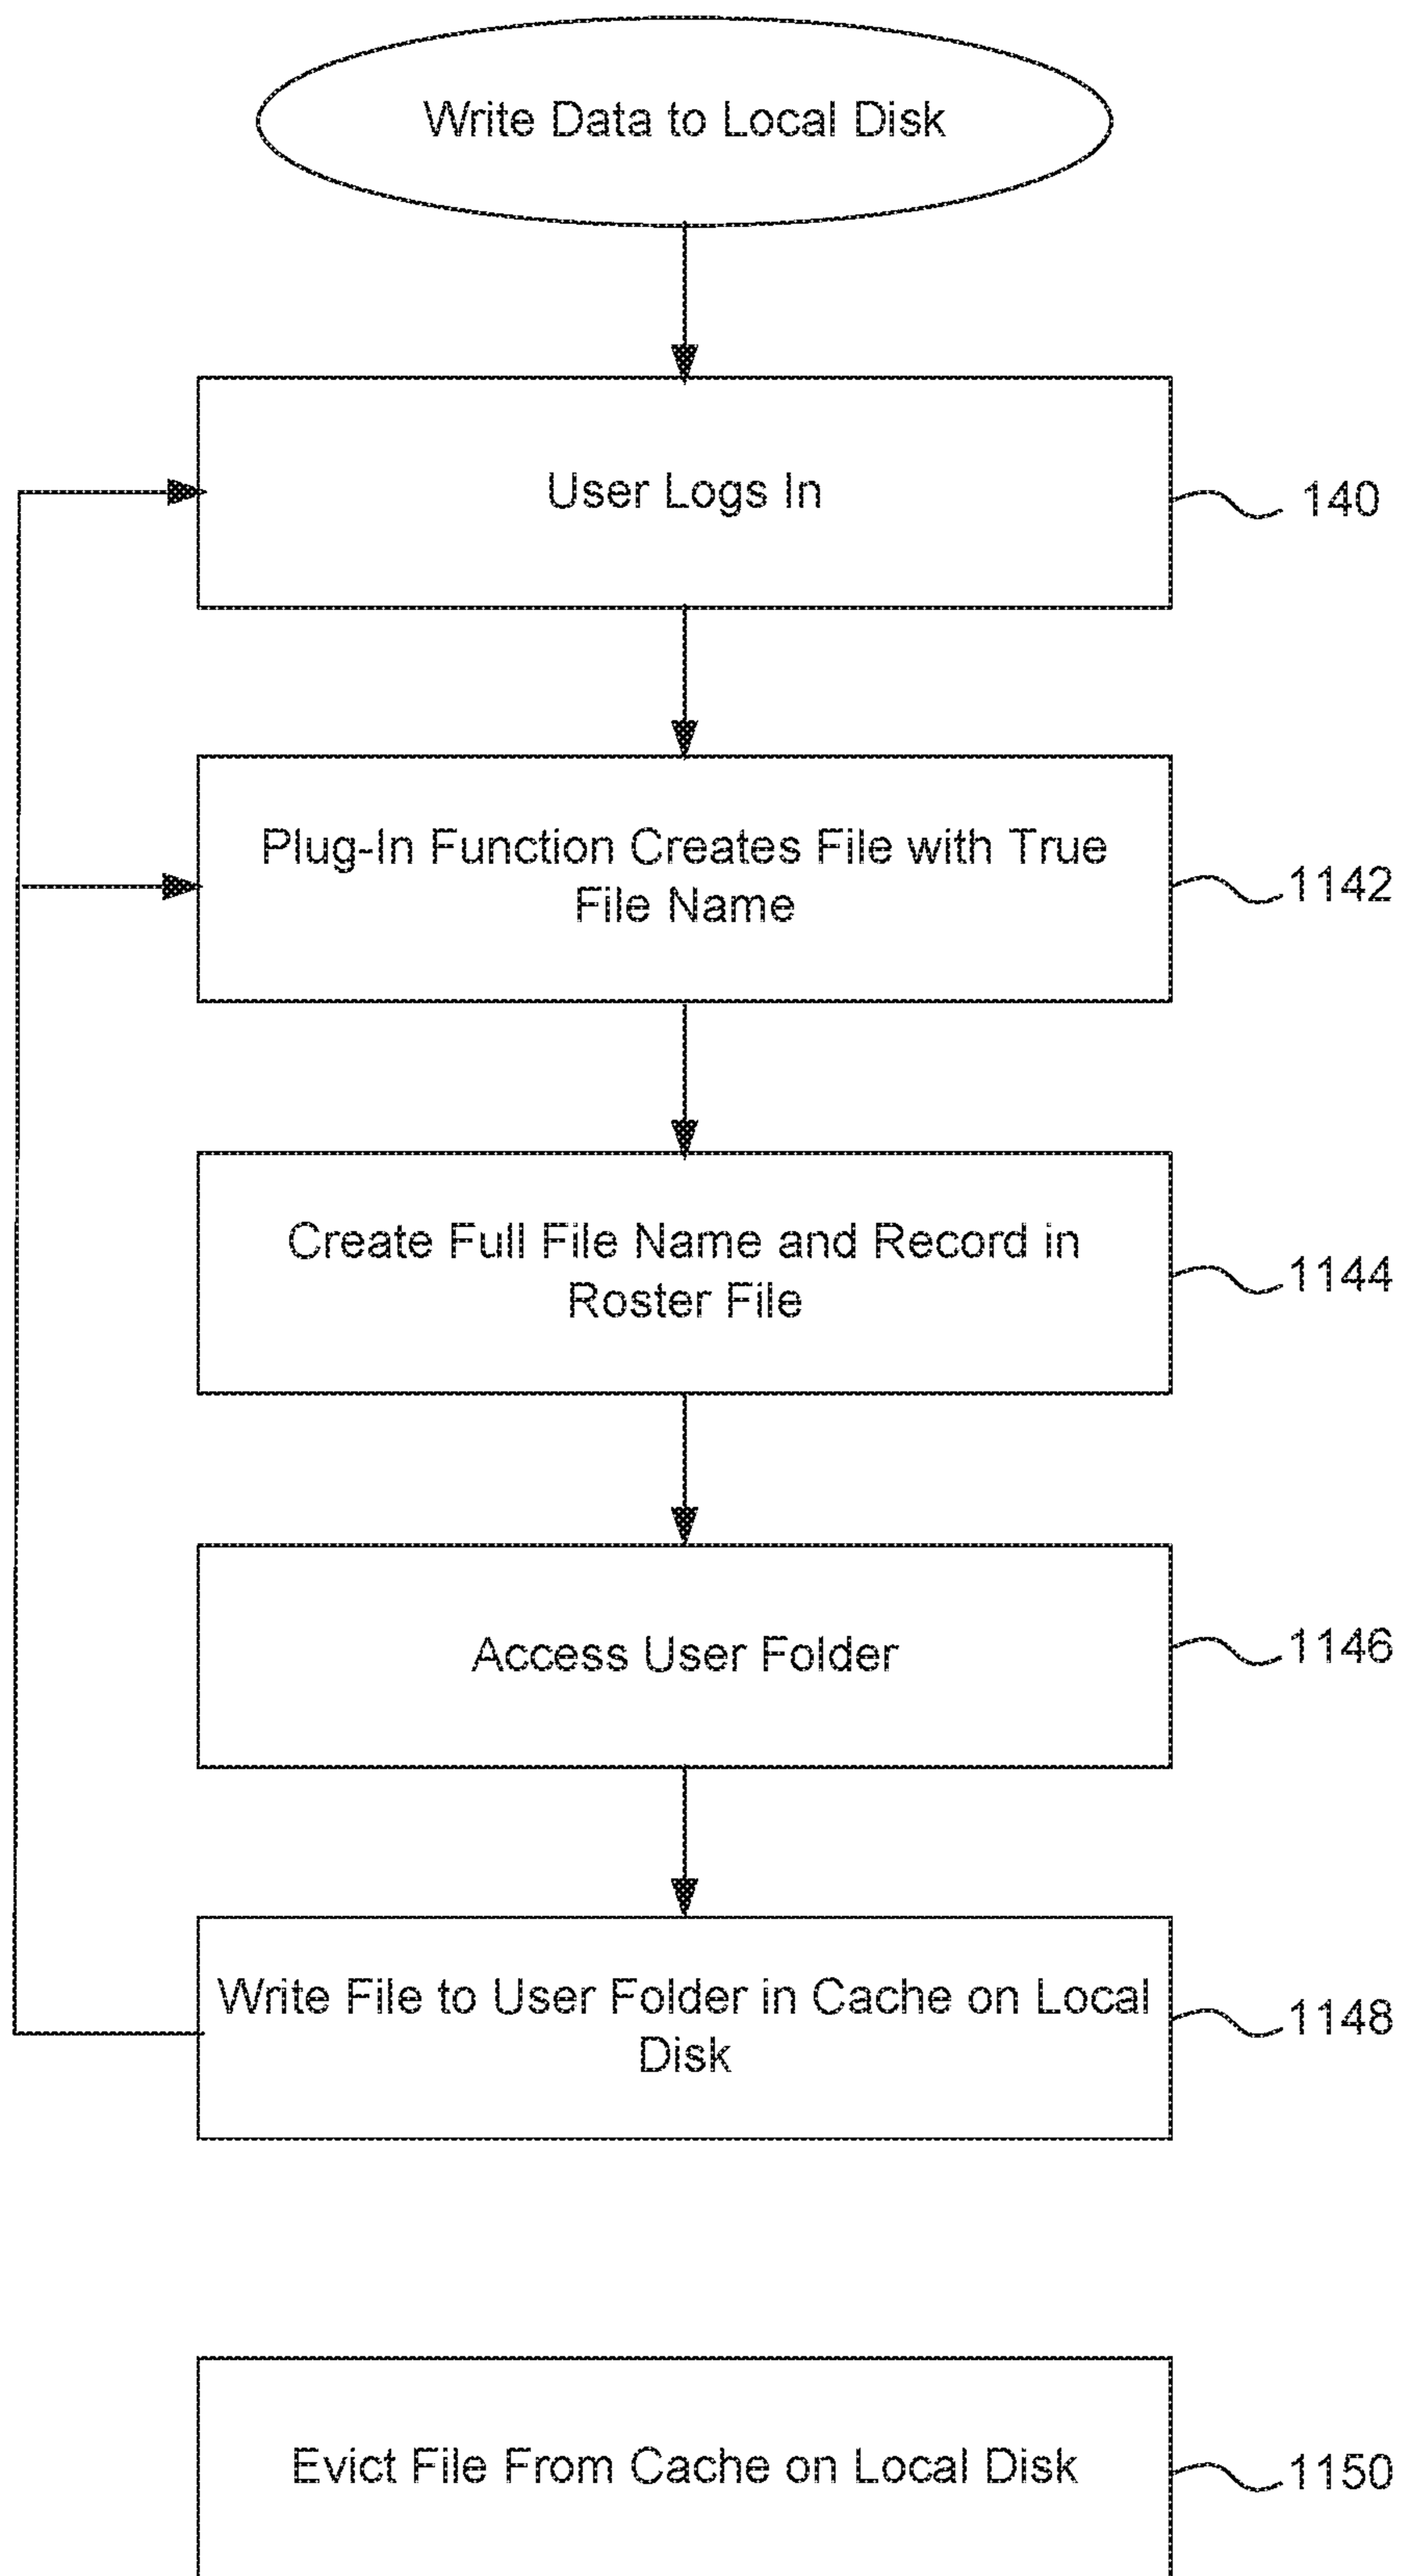 Write Data to Local Disk
User Logs In
140
Plug-In Function Creates File with True
File Name
1142
Create Full File Name and Record in
Roster File
1144
Access User Folder
1146
Write File to User Folder in Cache on Local
Disk
1148
Evict File From Cache on Local Disk
1150